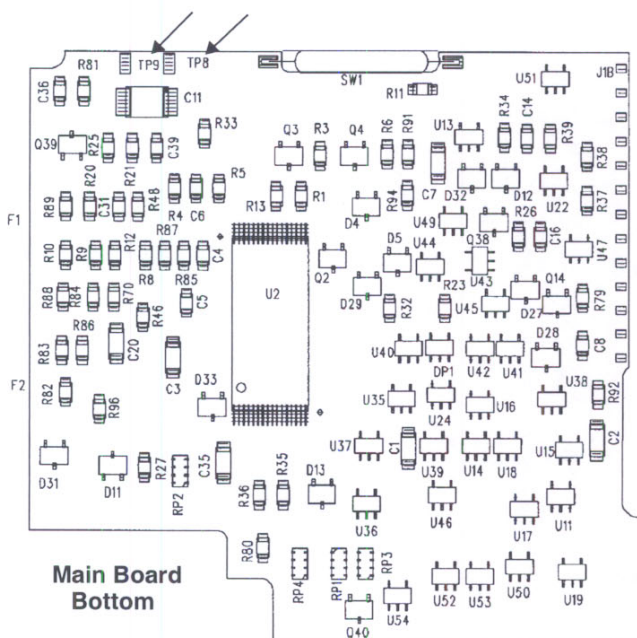 TP9 TP8
SW1
C36 R81
C11
R11
U51
J1B
R33
Q39
R25 R21 C39
Q3 R3 Q4 R6 R91
U13
R34 C14 R39
R38
R20
R89 C31 R48
R4 C6 R5
R13 R1
R94
C7
D32 D12
U22
R37
D4
U49
R26 C16
F1
R10 R9 R12
R87
R8 R85 C4
Q2
D5
U44
Q38
U43
U47
R88 R84 R70
R46
C5
U2
D29
R32
R23
U45
D27
Q14
R79
R83 R86
C20
C3
U40 DP1 U42 U41
D28
C8
F2
R82
R96
D33
U35
U24
U16
U38
R92
D31
D11
R27
RP2
C35
U37
C1
U39 U14 U18
U15
C2
R36 R35
D13
U36
U46
U17
U11
R80
RP4 RP1 RP3
Q40
U54
U52 U53
U50
U19
Main Board
Bottom